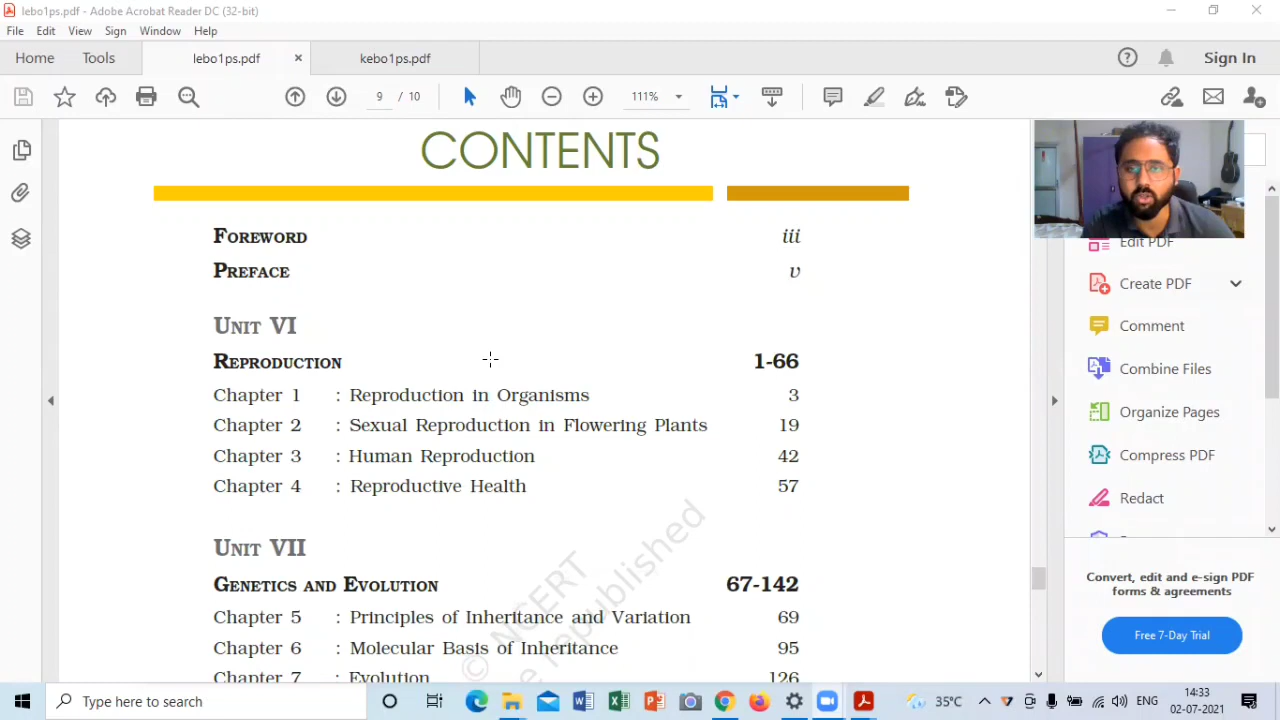 lebo1ps.pdf - Adobe Acrobat Reader DC (32-bit)
File Edit View Sign Window Help
Home Tools lebo1ps.pdf × kebo1ps.pdf Sign In
9 / 10 111%
CONTENTS
FOREWORD iii
PREFACE v
UNIT VI
REPRODUCTION 1-66
Chapter 1 : Reproduction in Organisms 3
Chapter 2 : Sexual Reproduction in Flowering Plants 19
Chapter 3 : Human Reproduction 42
Chapter 4 : Reproductive Health 57
UNIT VII
GENETICS AND EVOLUTION 67-142
Chapter 5 : Principles of Inheritance and Variation 69
Chapter 6 : Molecular Basis of Inheritance 95
Chapter 7 : Evolution 126
© NCERT
e republished
Edit PDF
Create PDF
Comment
Combine Files
Organize Pages
Compress PDF
Redact
Convert, edit and e-sign PDF
forms & agreements
Free 7-Day Trial
Type here to search
35°C ENG 14:33
02-07-2021